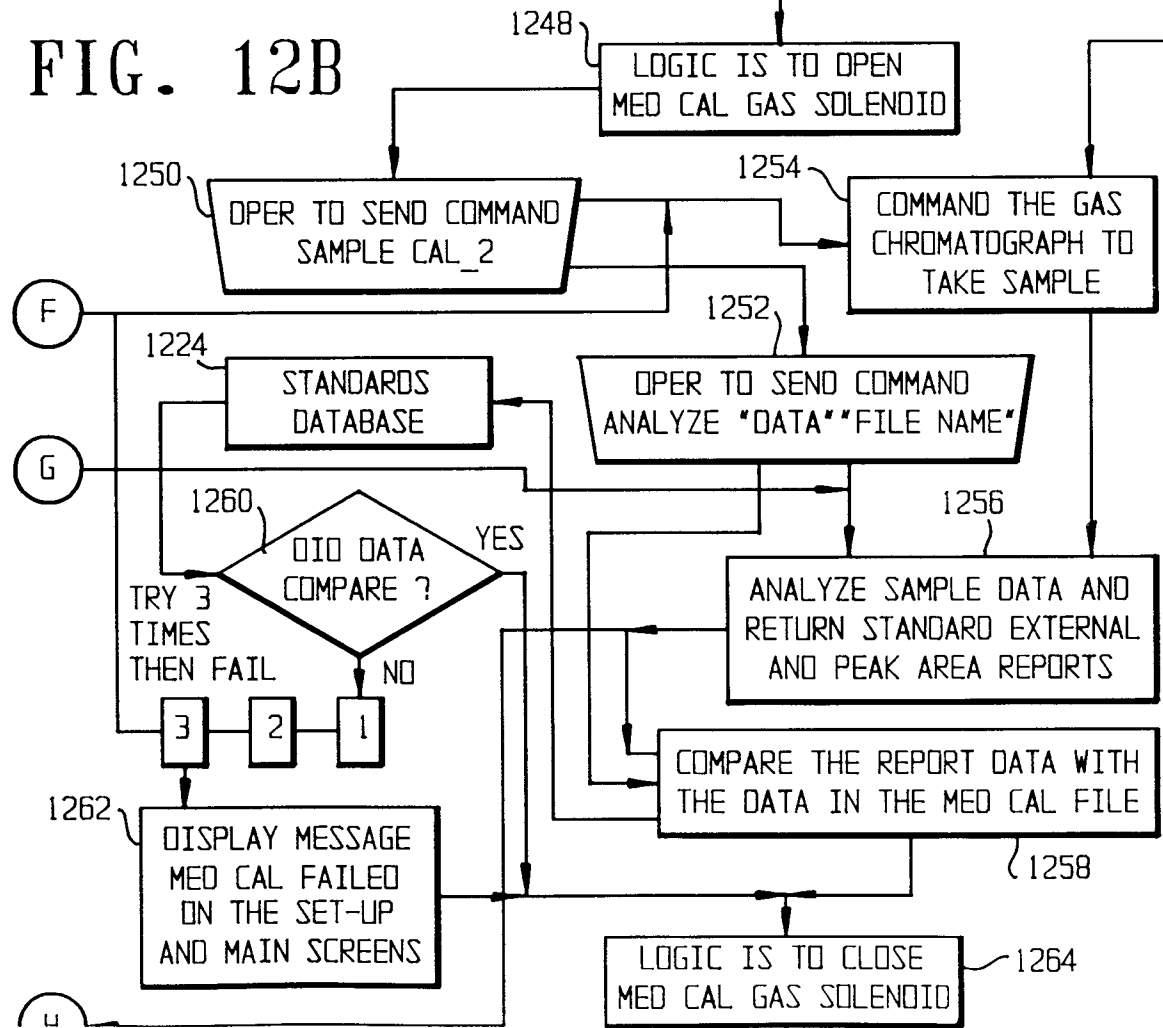 FIG. 12B
1248
LOGIC IS TO OPEN
MED CAL GAS SOLENOID
1250
OPER TO SEND COMMAND
SAMPLE CAL_2
1254
COMMAND THE GAS
CHROMATOGRAPH TO
TAKE SAMPLE
F
1224
STANDARDS
DATABASE
1252
OPER TO SEND COMMAND
ANALYZE "DATA" "FILE NAME"
G
1260
DID DATA
COMPARE ?
YES
NO
TRY 3
TIMES
THEN FAIL
3
2
1
1256
ANALYZE SAMPLE DATA AND
RETURN STANDARD EXTERNAL
AND PEAK AREA REPORTS
COMPARE THE REPORT DATA WITH
THE DATA IN THE MED CAL FILE
1258
1262
DISPLAY MESSAGE
MED CAL FAILED
ON THE SET-UP
AND MAIN SCREENS
LOGIC IS TO CLOSE
MED CAL GAS SOLENOID
1264
H